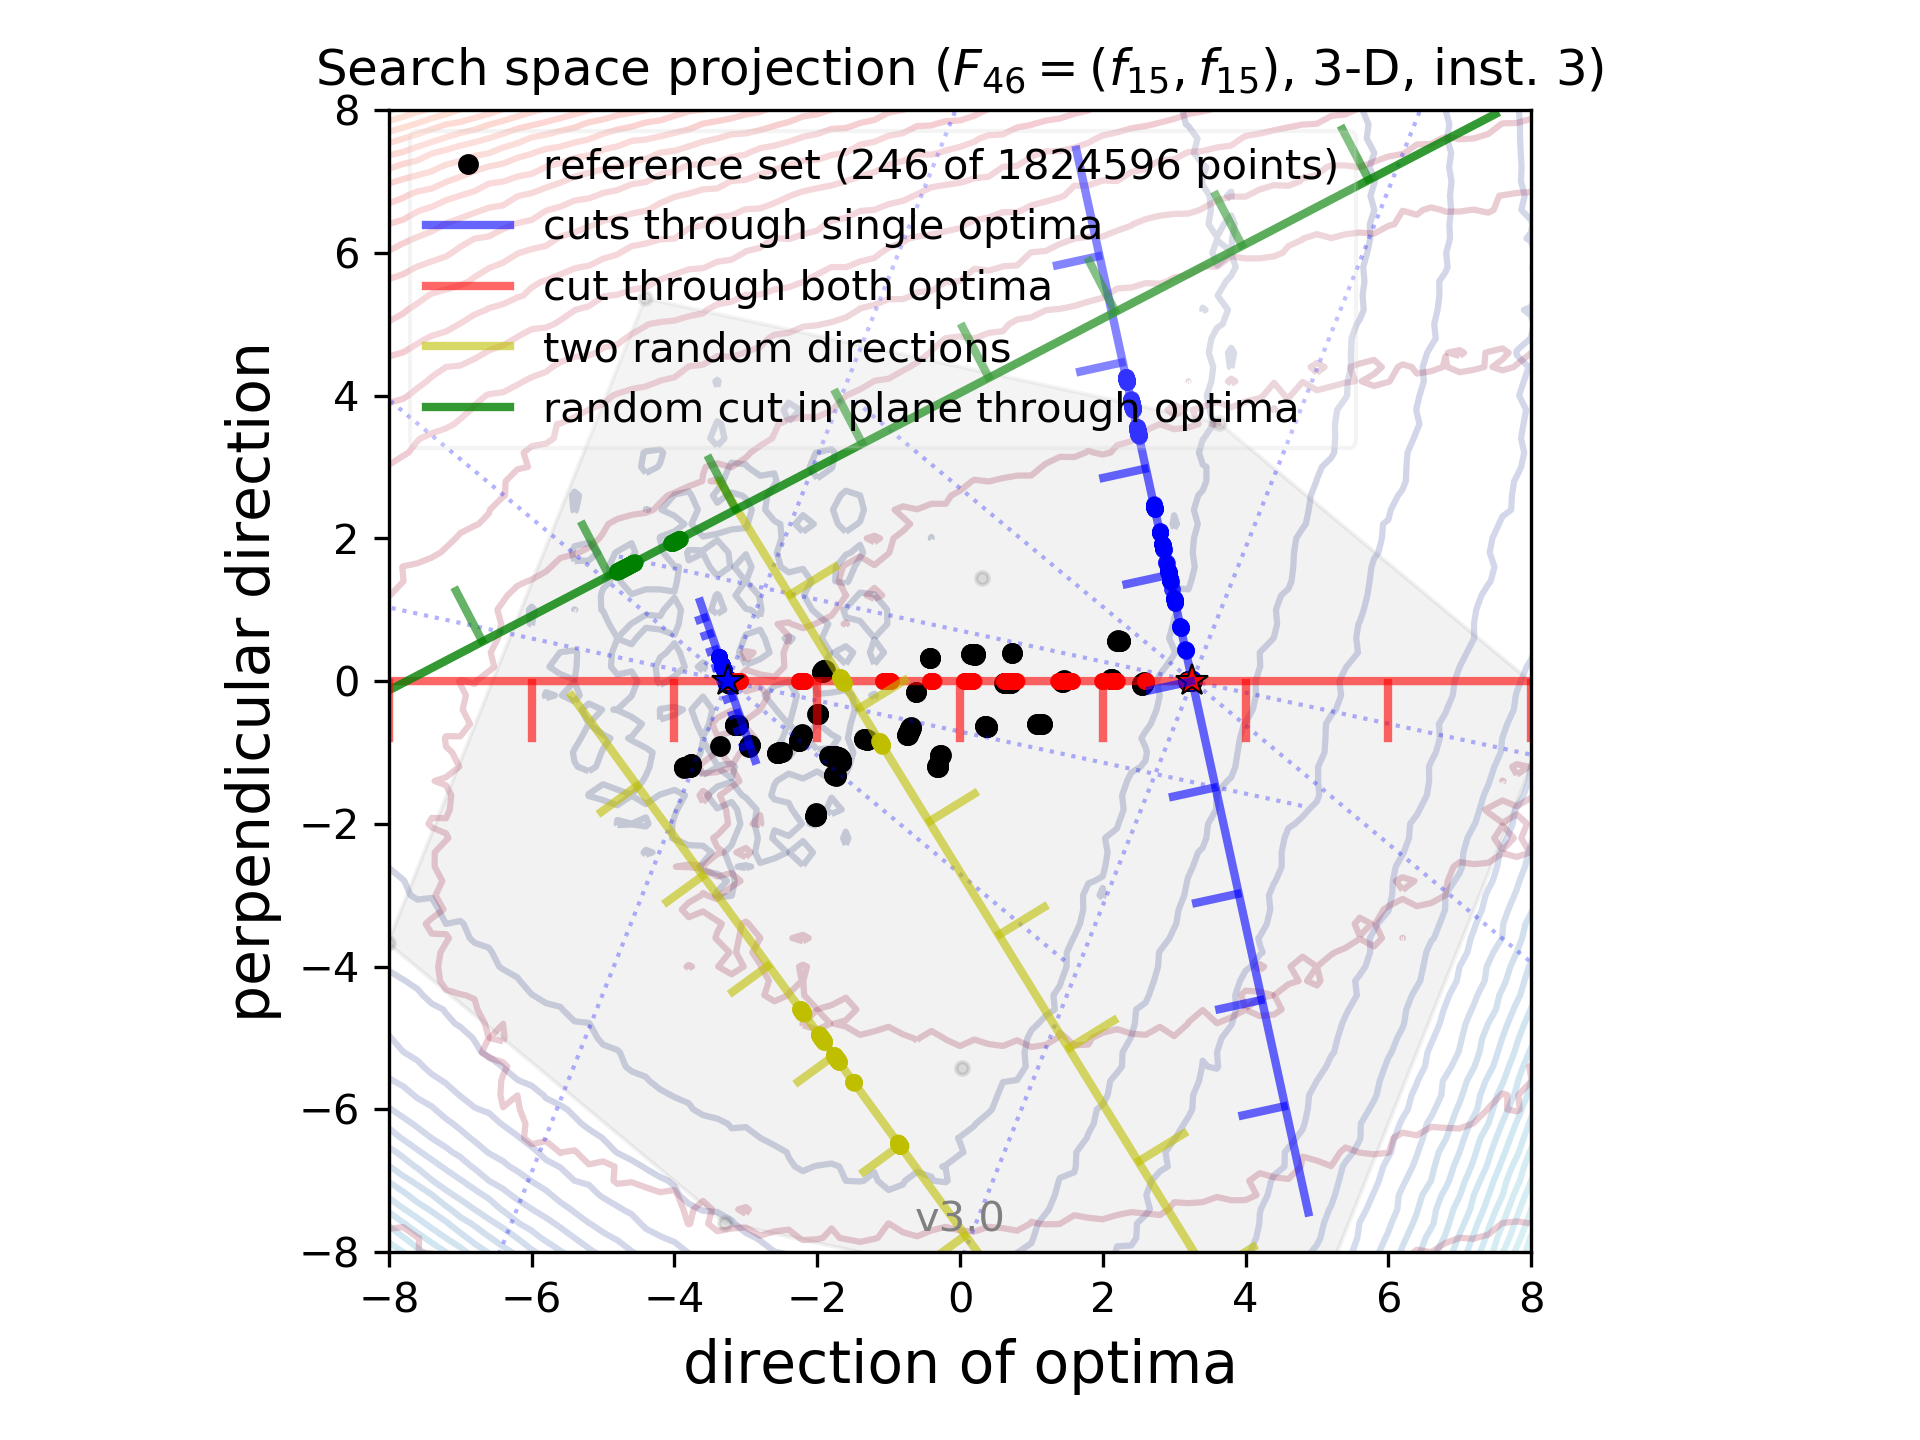 Search space projection (F46 = (f15, f15), 3-D, inst. 3)
reference set (246 of 1824596 points)
cuts through single optima
cut through both optima
two random directions
random cut in plane through optima
perpendicular direction
8
6
4
2
0
−2
−4
−6
−8
v3.0
−8 −6 −4 −2 0 2 4 6 8
direction of optima